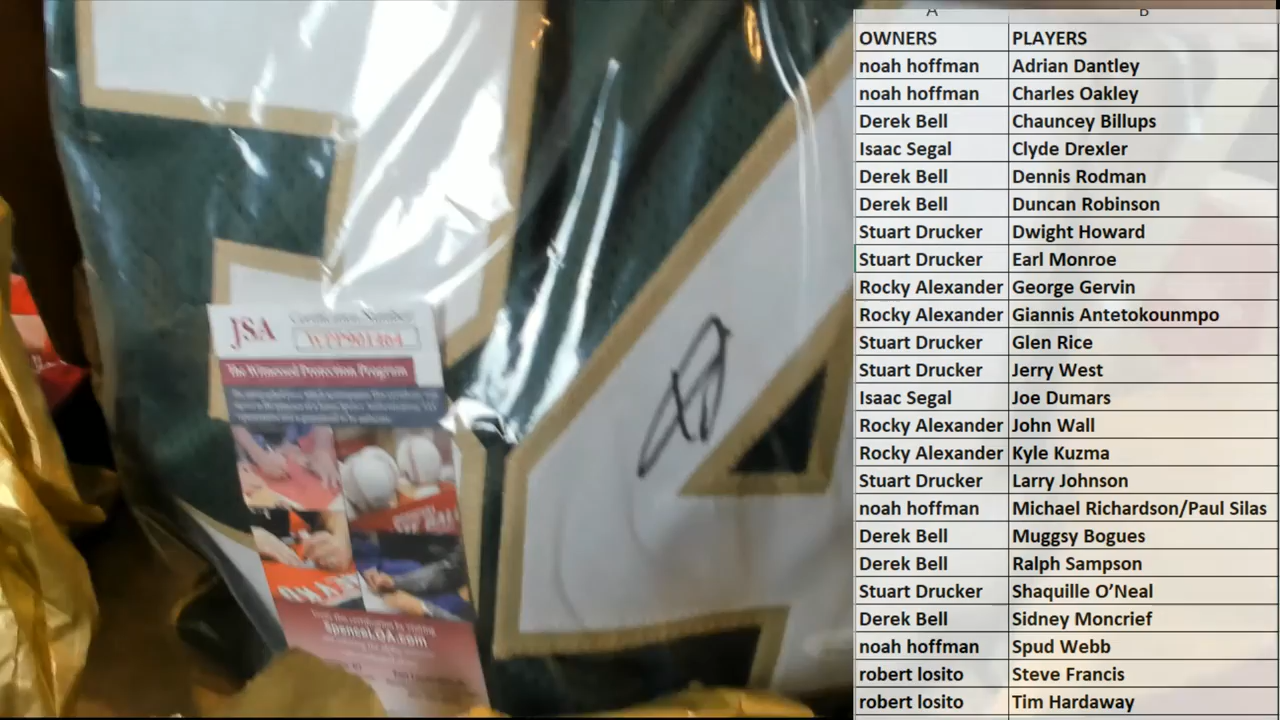 JSA
Certification Number
WPP901464
The Witnessed Protection Program
spenceLOA.com
A B
OWNERS PLAYERS
noah hoffman Adrian Dantley
noah hoffman Charles Oakley
Derek Bell Chauncey Billups
Isaac Segal Clyde Drexler
Derek Bell Dennis Rodman
Derek Bell Duncan Robinson
Stuart Drucker Dwight Howard
Stuart Drucker Earl Monroe
Rocky Alexander George Gervin
Rocky Alexander Giannis Antetokounmpo
Stuart Drucker Glen Rice
Stuart Drucker Jerry West
Isaac Segal Joe Dumars
Rocky Alexander John Wall
Rocky Alexander Kyle Kuzma
Stuart Drucker Larry Johnson
noah hoffman Michael Richardson/Paul Silas
Derek Bell Muggsy Bogues
Derek Bell Ralph Sampson
Stuart Drucker Shaquille O’Neal
Derek Bell Sidney Moncrief
noah hoffman Spud Webb
robert losito Steve Francis
robert losito Tim Hardaway